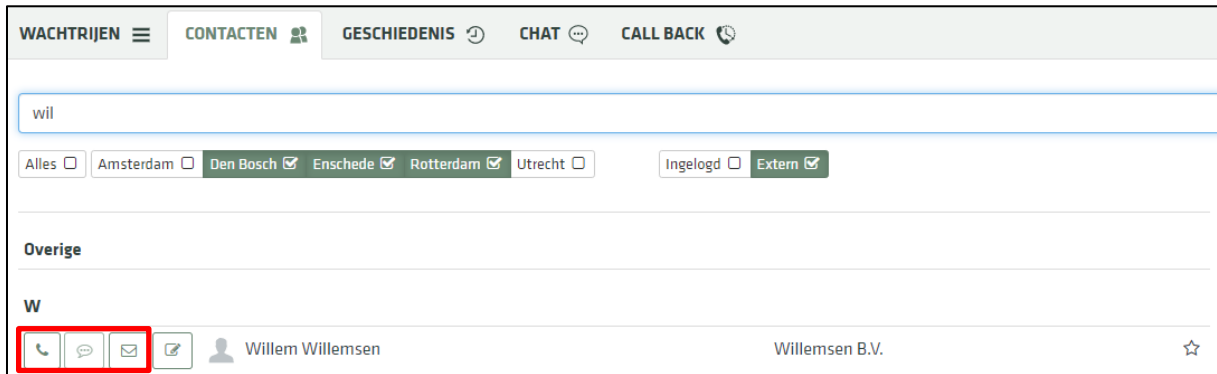 WACHTRIJEN CONTACTEN GESCHIEDENIS CHAT CALL BACK
wil
Alles Amsterdam Den Bosch Enschede Rotterdam Utrecht Ingelogd Extern
Overige
W
Willem Willemsen Willemsen B.V.